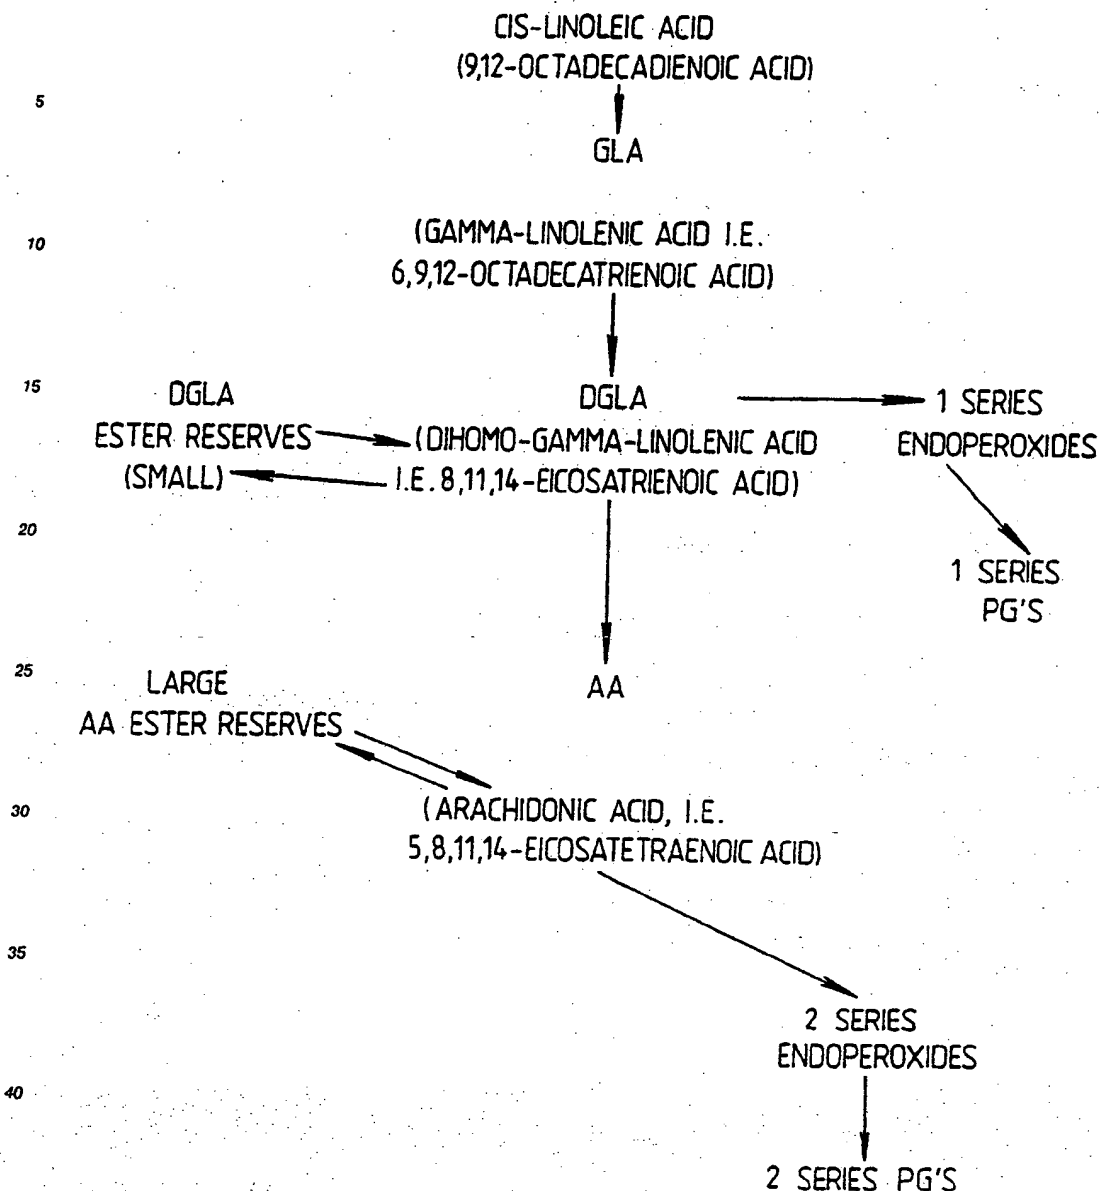 CIS-LINOLEIC ACID
(9,12-OCTADECADIENOIC ACID)
5
GLA
10
(GAMMA-LINOLENIC ACID I.E.
6,9,12-OCTADECATRIENOIC ACID)
15
DGLA
ESTER RESERVES
(SMALL)
DGLA
(DIHOMO-GAMMA-LINOLENIC ACID
I.E. 8,11,14-EICOSATRIENOIC ACID)
1 SERIES
ENDOPEROXIDES
20
1 SERIES
PG'S
25
LARGE
AA ESTER RESERVES
AA
30
(ARACHIDONIC ACID, I.E.
5,8,11,14-EICOSATETRAENOIC ACID)
35
2 SERIES
ENDOPEROXIDES
40
2 SERIES PG'S